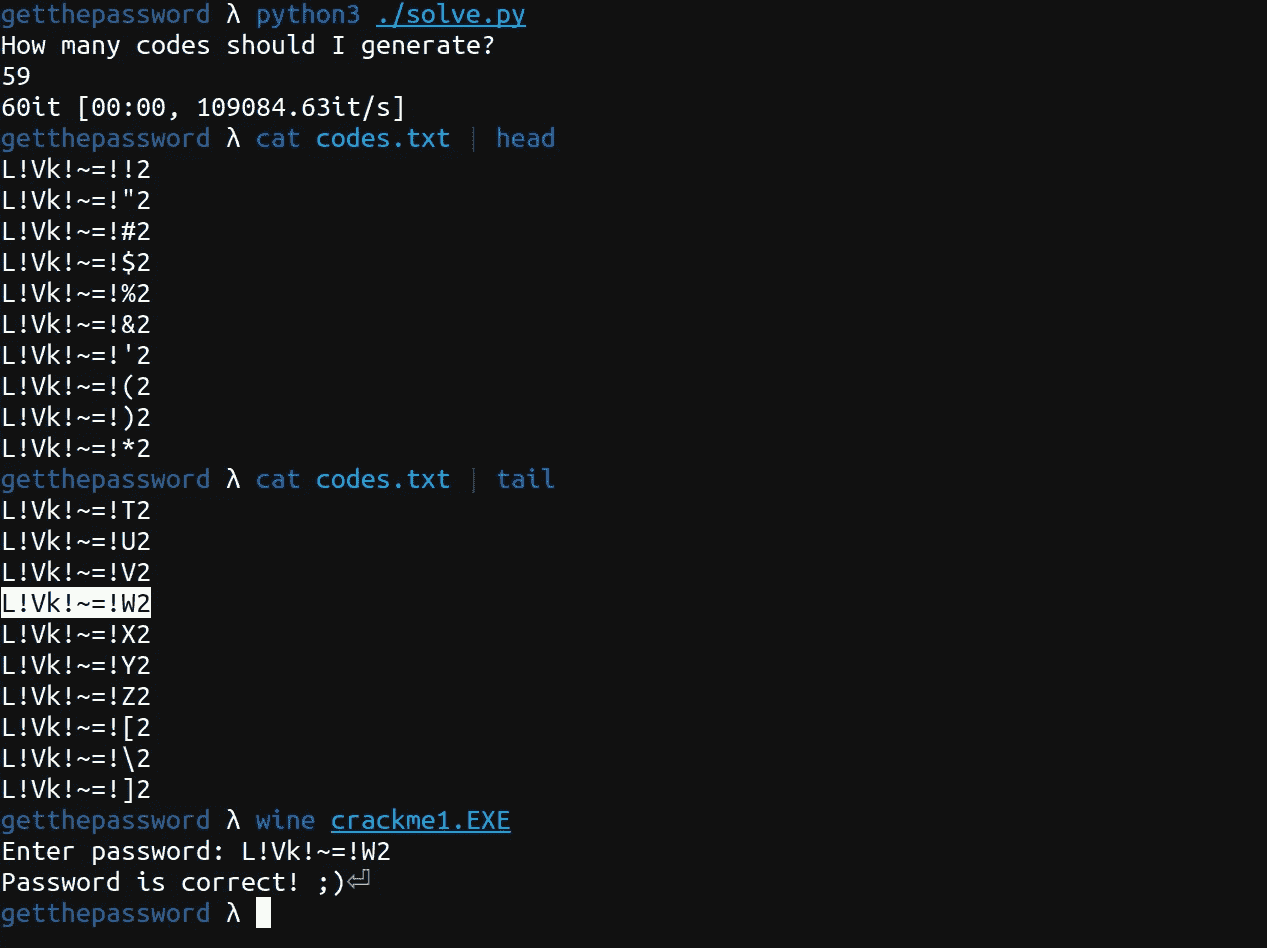 getthepassword λ python3 ./solve.py
How many codes should I generate?
59
60it [00:00, 109084.63it/s]
getthepassword λ cat codes.txt | head
L!Vk!~=!!2
L!Vk!~=!"2
L!Vk!~=!#2
L!Vk!~=!$2
L!Vk!~=!%2
L!Vk!~=!&2
L!Vk!~=!'2
L!Vk!~=!(2
L!Vk!~=!)2
L!Vk!~=!*2
getthepassword λ cat codes.txt | tail
L!Vk!~=!T2
L!Vk!~=!U2
L!Vk!~=!V2
L!Vk!~=!W2
L!Vk!~=!X2
L!Vk!~=!Y2
L!Vk!~=!Z2
L!Vk!~=![2
L!Vk!~=!\2
L!Vk!~=!]2
getthepassword λ wine crackme1.EXE
Enter password: L!Vk!~=!W2
Password is correct! ;)⏎
getthepassword λ